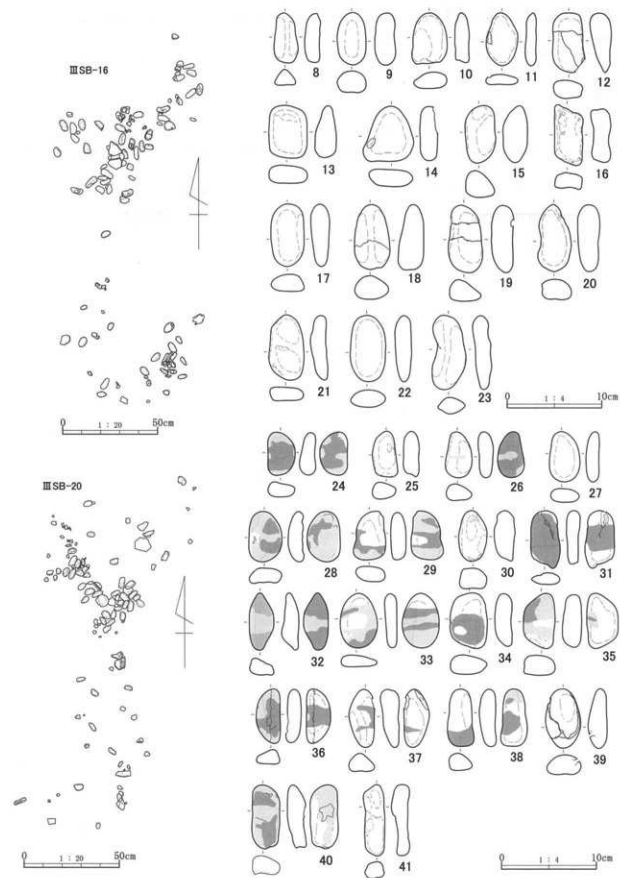 ⅢSB-16
0 1 : 20 50cm
ⅢSB-20
0 1 : 20 50cm
8 9 10 11 12
13 14 15 16
17 18 19 20
21 22 23
0 1 : 4 10cm
24 25 26 27
28 29 30 31
32 33 34 35
36 37 38 39
40 41
0 1 : 4 10cm